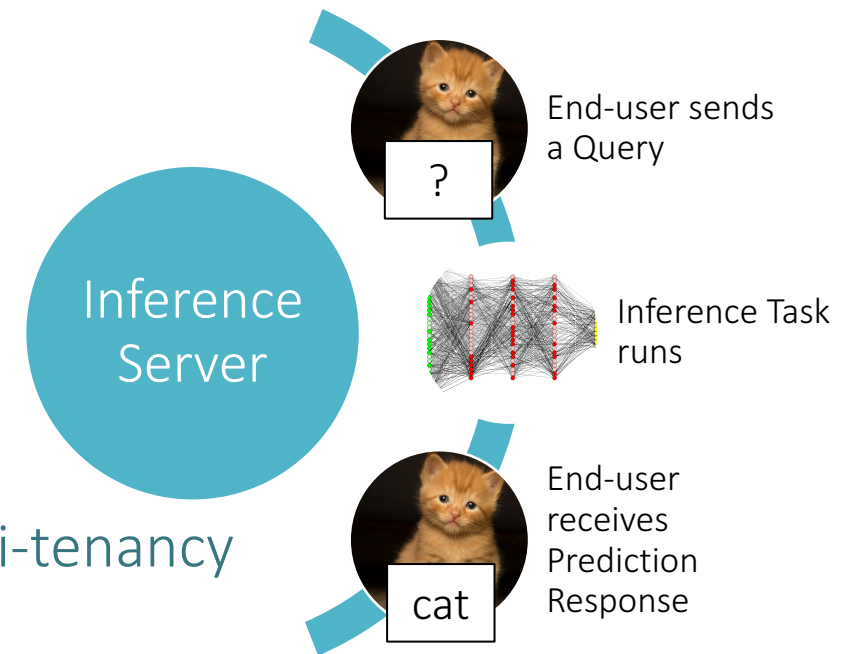 End-user sends
a Query
?
Inference
Server
Inference Task
runs
End-user
receives
Prediction
Response
i-tenancy
cat